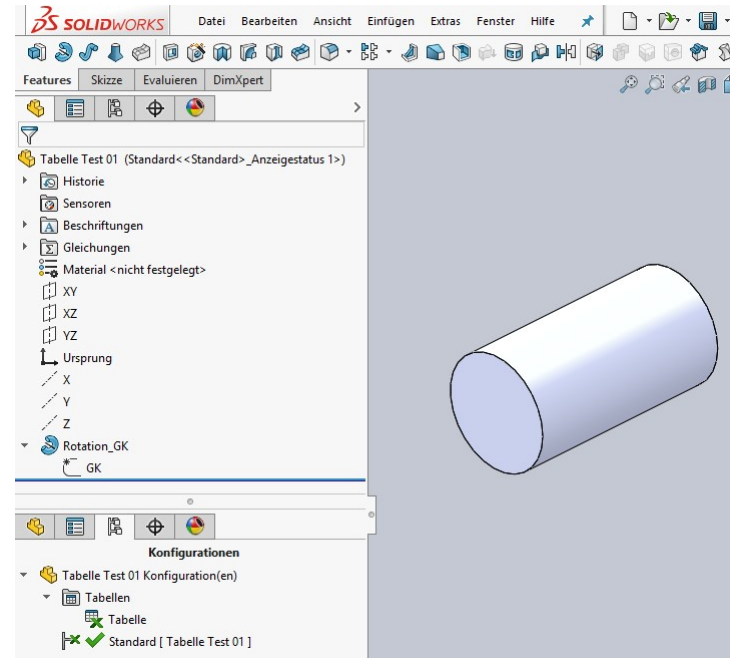 SOLIDWORKS Datei Bearbeiten Ansicht Einfügen Extras Fenster Hilfe
Features Skizze Evaluieren DimXpert
Tabelle Test 01 (Standard<<Standard>_Anzeigestatus 1>)
Historie
Sensoren
Beschriftungen
Gleichungen
Material <nicht festgelegt>
XY
XZ
YZ
Ursprung
X
Y
Z
Rotation_GK
GK
Konfigurationen
Tabelle Test 01 Konfiguration(en)
Tabellen
Tabelle
Standard [ Tabelle Test 01 ]